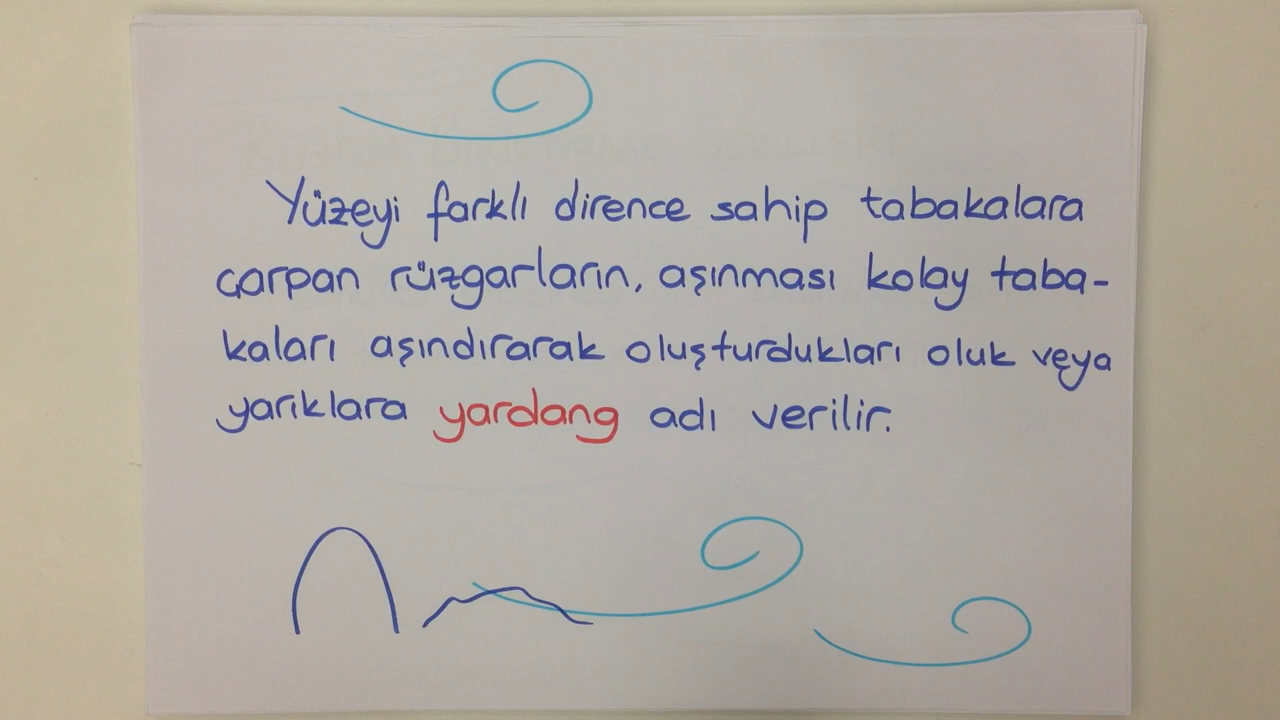 Yüzeyi farklı dirence sahip tabakalara
çarpan rüzgarların, aşınması kolay taba-
kaları aşındırarak oluşturdukları oluk veya
yarıklara yardang adı verilir.